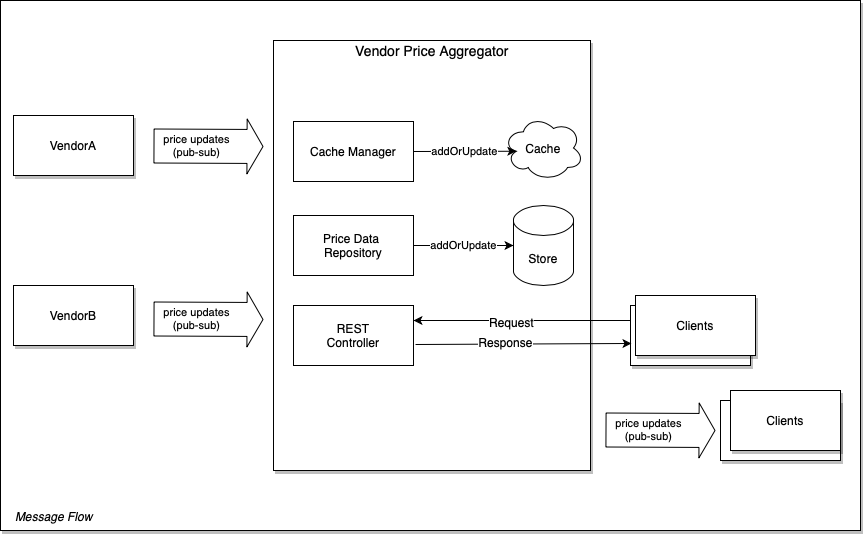 Vendor Price Aggregator
VendorA
price updates
(pub-sub)
Cache Manager
addOrUpdate
Cache
Price Data
Repository
addOrUpdate
Store
VendorB
price updates
(pub-sub)
REST
Controller
Request
Response
Clients
price updates
(pub-sub)
Clients
Message Flow